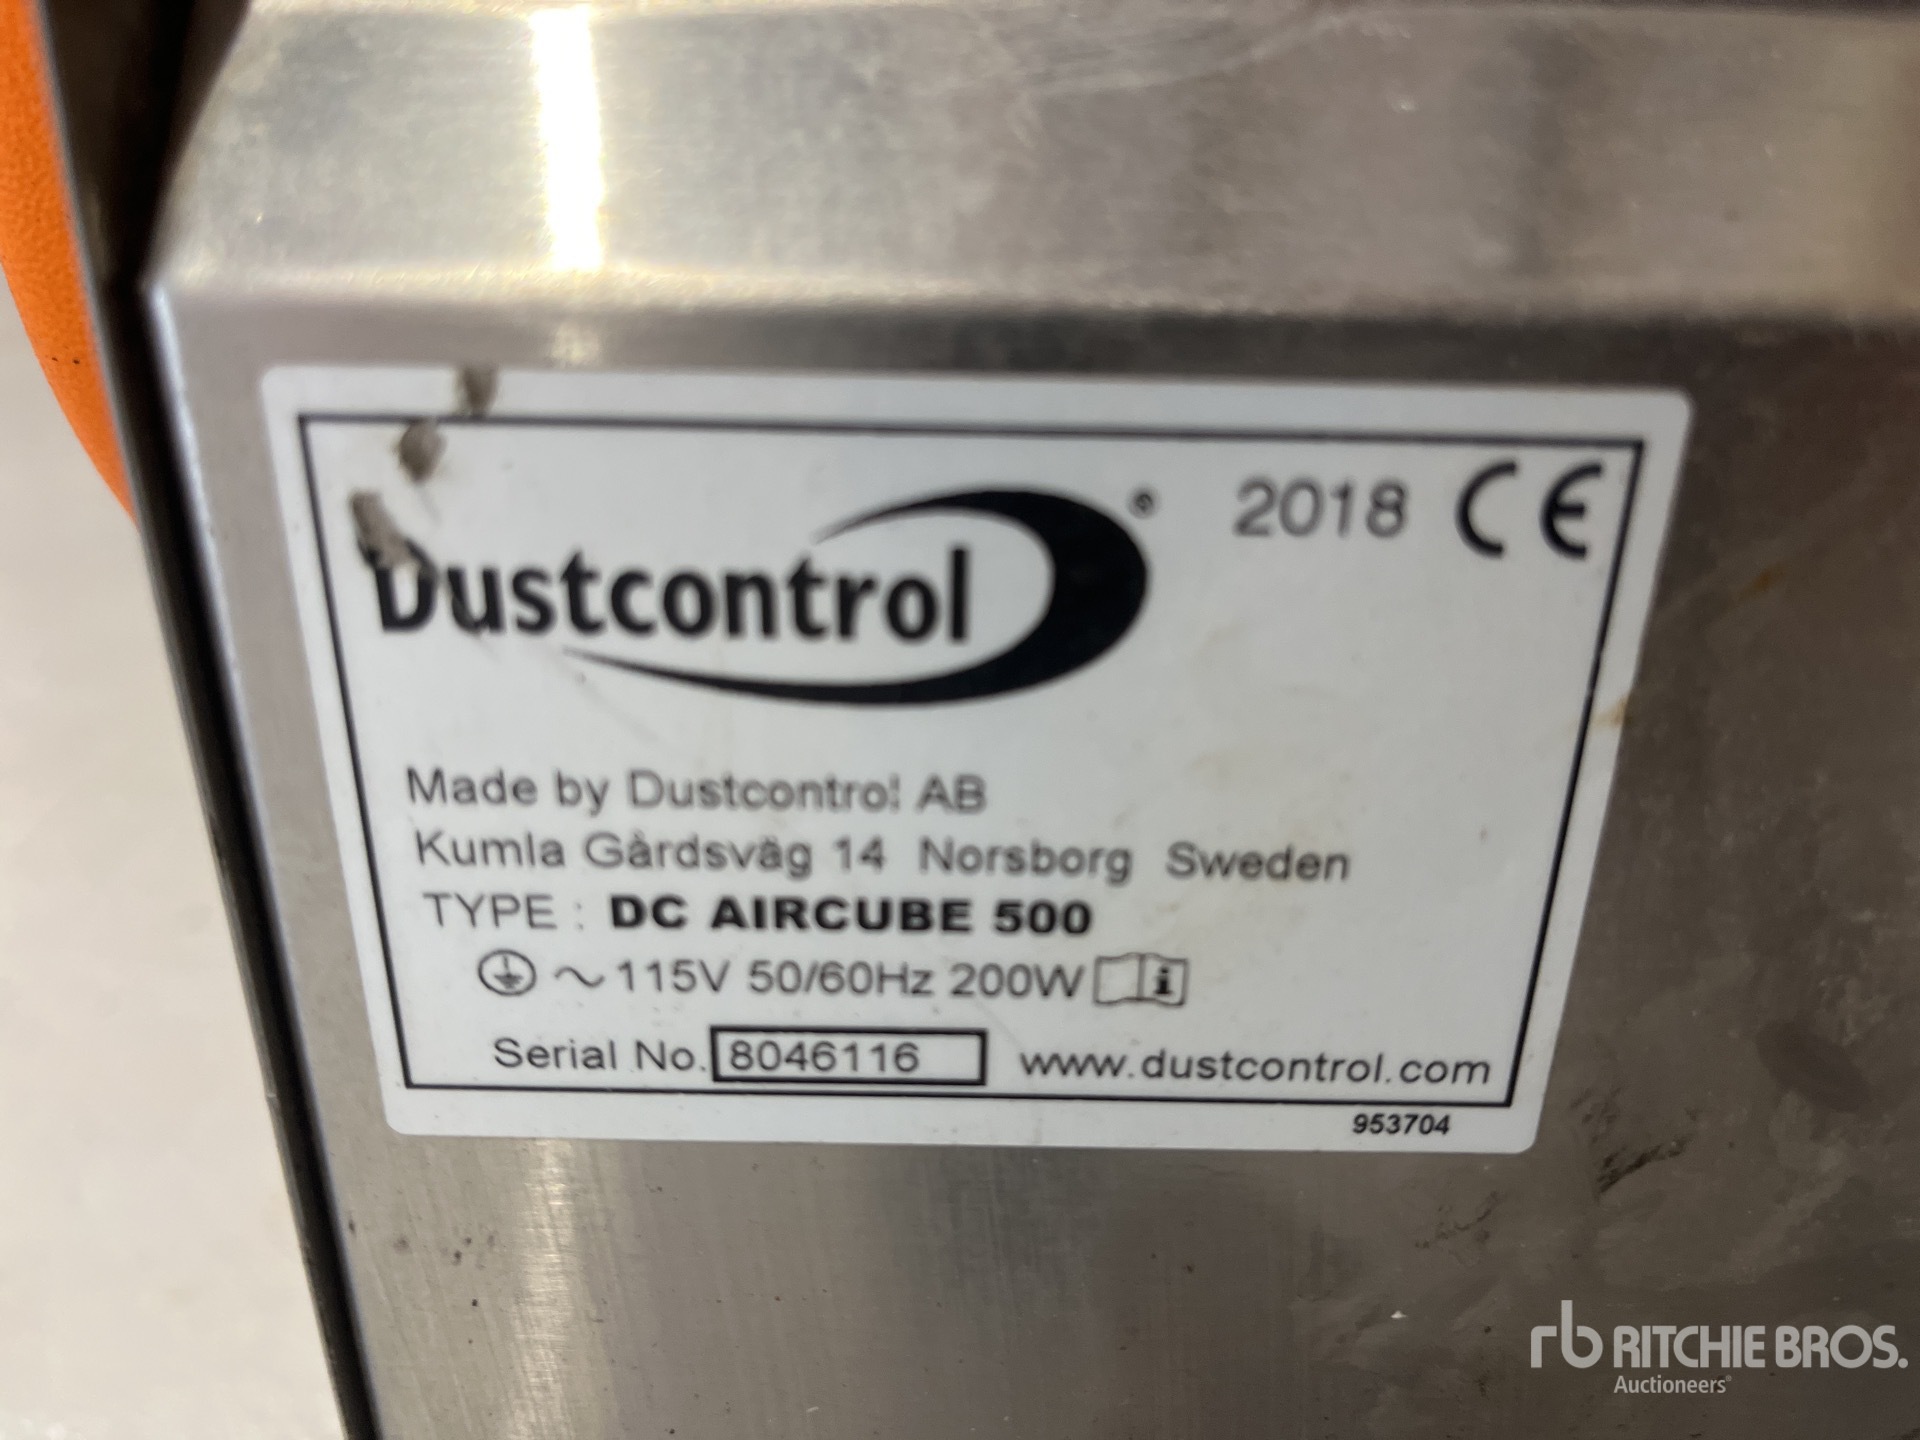 Dustcontrol ® 2018 CE
Made by Dustcontrol AB
Kumla Gårdsväg 14 Norsborg Sweden
TYPE : DC AIRCUBE 500
~ 115V 50/60Hz 200W i
Serial No. 8046116 www.dustcontrol.com
953704
rb RITCHIE BROS.
Auctioneers